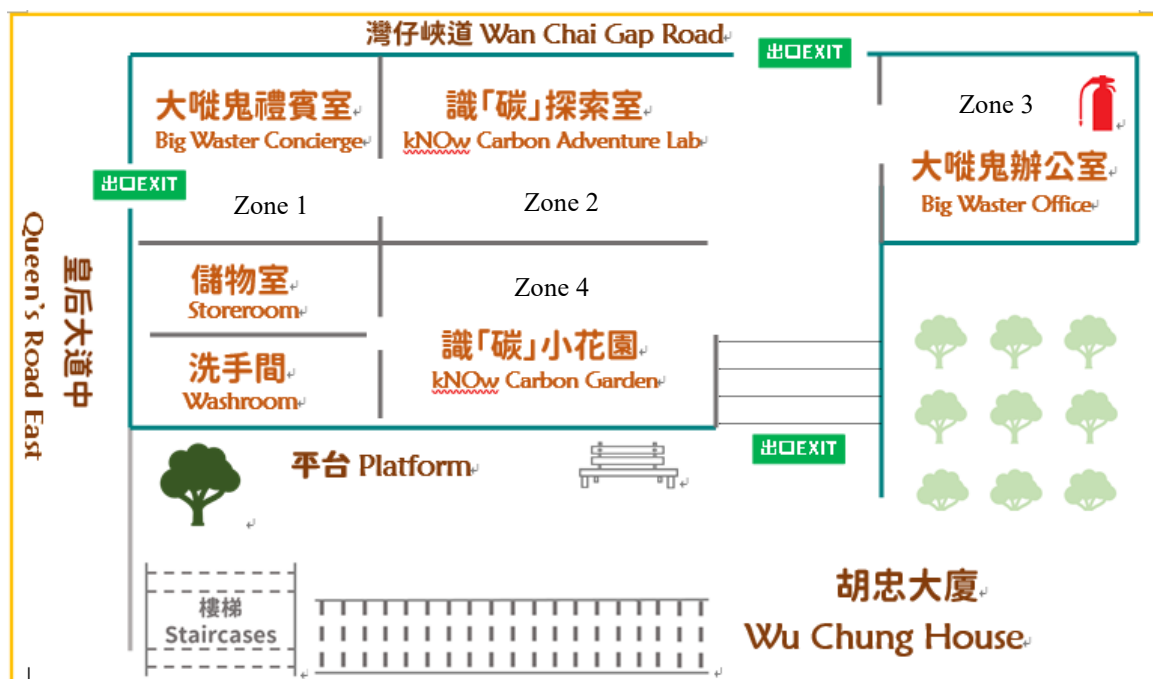 灣仔峽道 Wan Chai Gap Road
出口EXIT
大嘥鬼禮賓室
Big Waster Concierge
識「碳」探索室
kNOw Carbon Adventure Lab
Zone 3
大嘥鬼辦公室
Big Waster Office
出口EXIT
Zone 1
Zone 2
皇后大道中
Queen's Road East
儲物室
Storeroom
Zone 4
識「碳」小花園
kNOw Carbon Garden
洗手間
Washroom
出口EXIT
平台 Platform
樓梯
Staircases
胡忠大廈
Wu Chung House